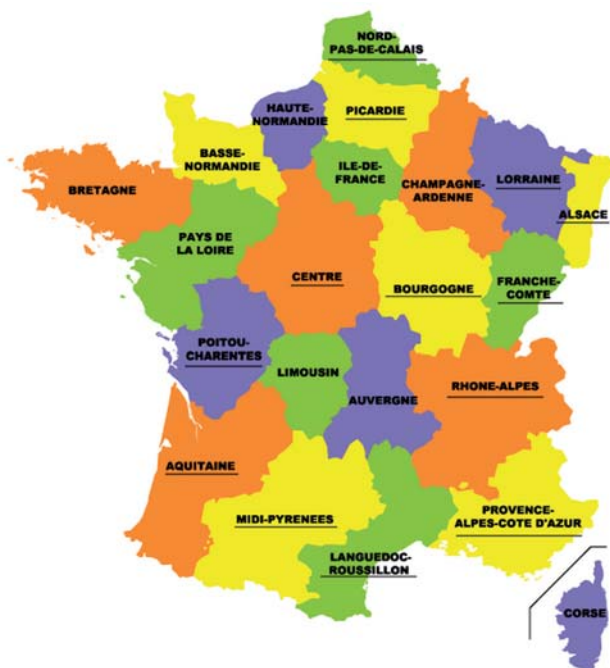 NORD-
PAS-DE-CALAIS
HAUTE-
NORMANDIE
PICARDIE
BASSE-
NORMANDIE
ILE-DE-
FRANCE
CHAMPAGNE-
ARDENNE
LORRAINE
ALSACE
BRETAGNE
PAYS DE
LA LOIRE
CENTRE
BOURGOGNE
FRANCHE-
COMTE
POITOU-
CHARENTES
LIMOUSIN
AUVERGNE
RHONE-ALPES
AQUITAINE
MIDI-PYRENEES
PROVENCE-
ALPES-COTE D'AZUR
LANGUEDOC-
ROUSSILLON
CORSE